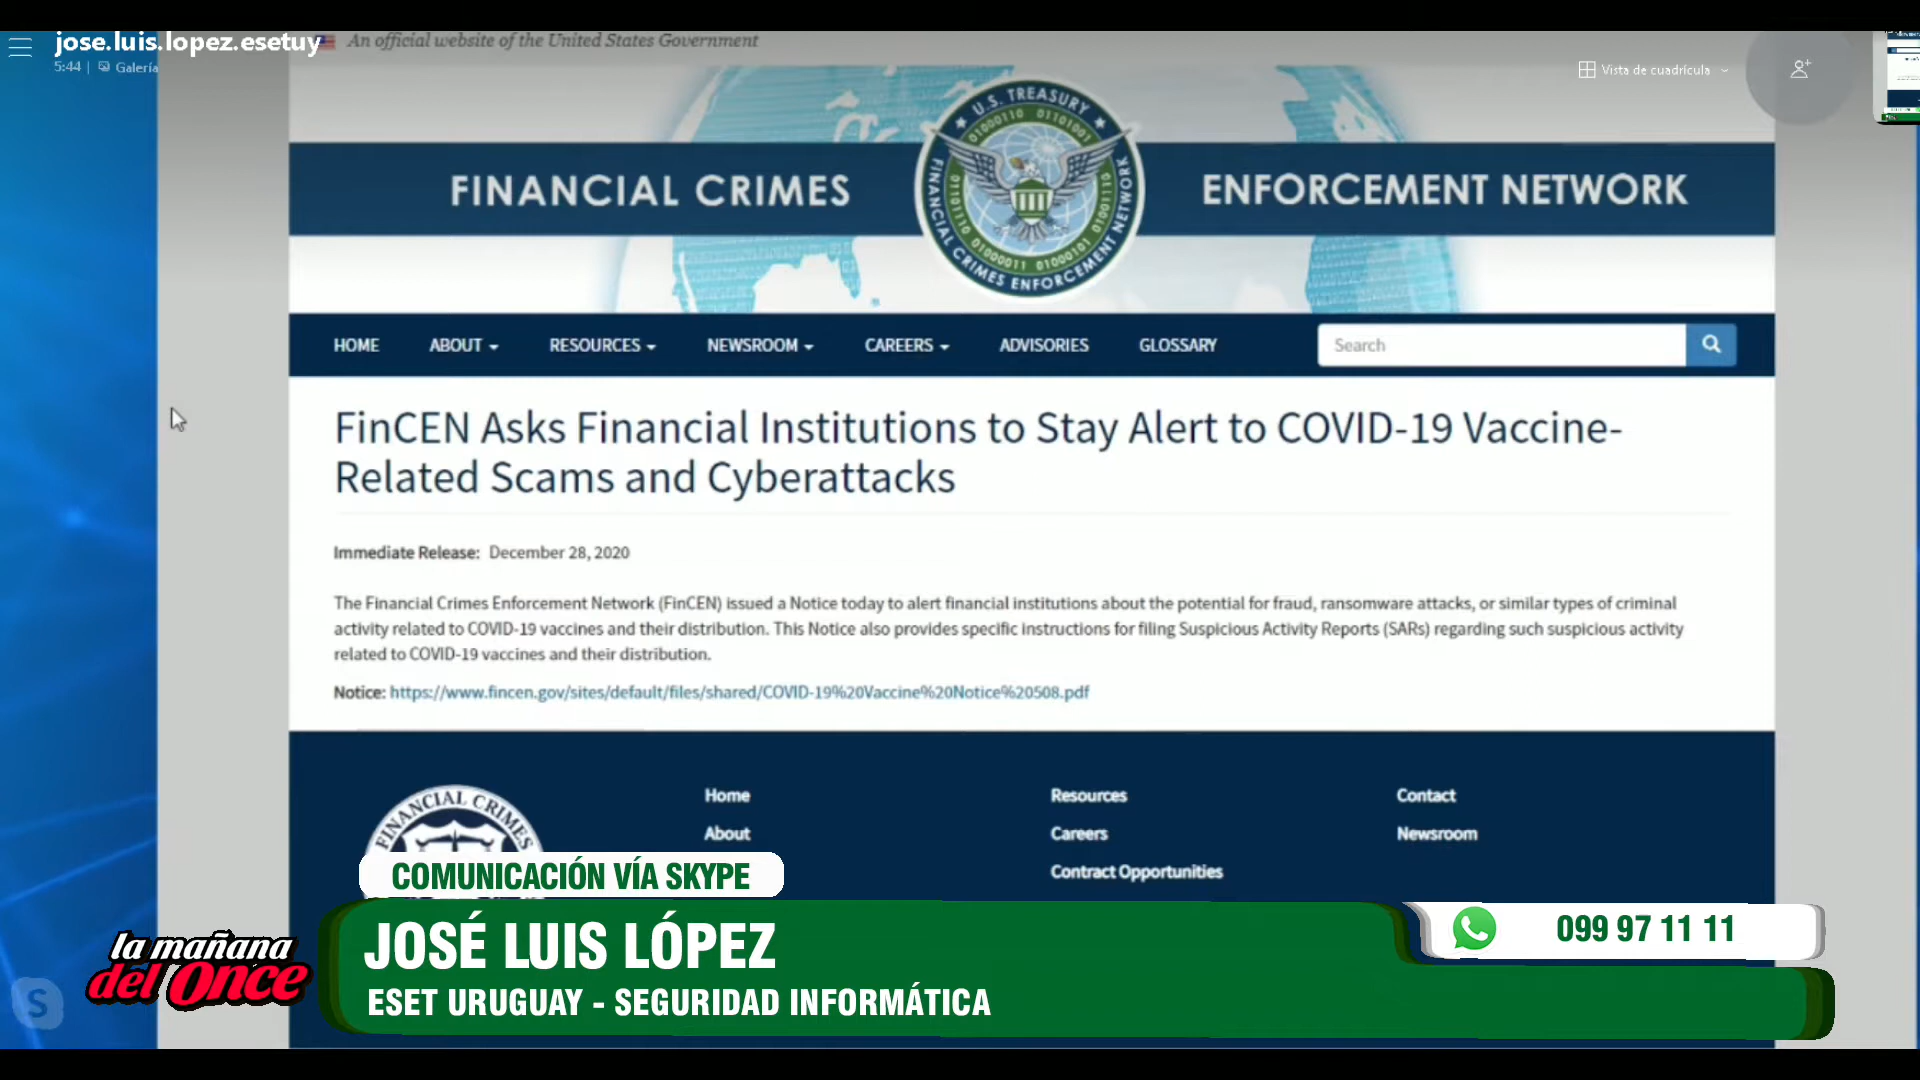 jose.luis.lopez.esetuy
5:44 | Galería
An official website of the United States Government
Vista de cuadrícula
FINANCIAL CRIMES
ENFORCEMENT NETWORK
U.S. TREASURY
FINANCIAL CRIMES ENFORCEMENT NETWORK
HOME
ABOUT
RESOURCES
NEWSROOM
CAREERS
ADVISORIES
GLOSSARY
Search
FinCEN Asks Financial Institutions to Stay Alert to COVID-19 Vaccine-
Related Scams and Cyberattacks
Immediate Release: December 28, 2020
The Financial Crimes Enforcement Network (FinCEN) issued a Notice today to alert financial institutions about the potential for fraud, ransomware attacks, or similar types of criminal
activity related to COVID-19 vaccines and their distribution. This Notice also provides specific instructions for filing Suspicious Activity Reports (SARs) regarding such suspicious activity
related to COVID-19 vaccines and their distribution.
Notice: https://www.fincen.gov/sites/default/files/shared/COVID-19%20Vaccine%20Notice%20508.pdf
FINANCIAL CRIMES
Home
Resources
Contact
About
Careers
Newsroom
Contract Opportunities
COMUNICACIÓN VÍA SKYPE
JOSÉ LUIS LÓPEZ
ESET URUGUAY - SEGURIDAD INFORMÁTICA
099 97 11 11
la mañana
del Once
S